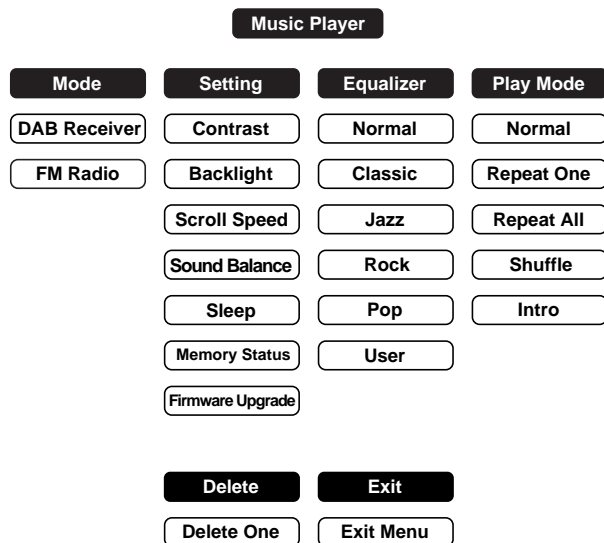 Music Player
Mode
DAB Receiver
FM Radio
Setting
Contrast
Backlight
Scroll Speed
Sound Balance
Sleep
Memory Status
Firmware Upgrade
Equalizer
Normal
Classic
Jazz
Rock
Pop
User
Play Mode
Normal
Repeat One
Repeat All
Shuffle
Intro
Delete
Delete One
Exit
Exit Menu